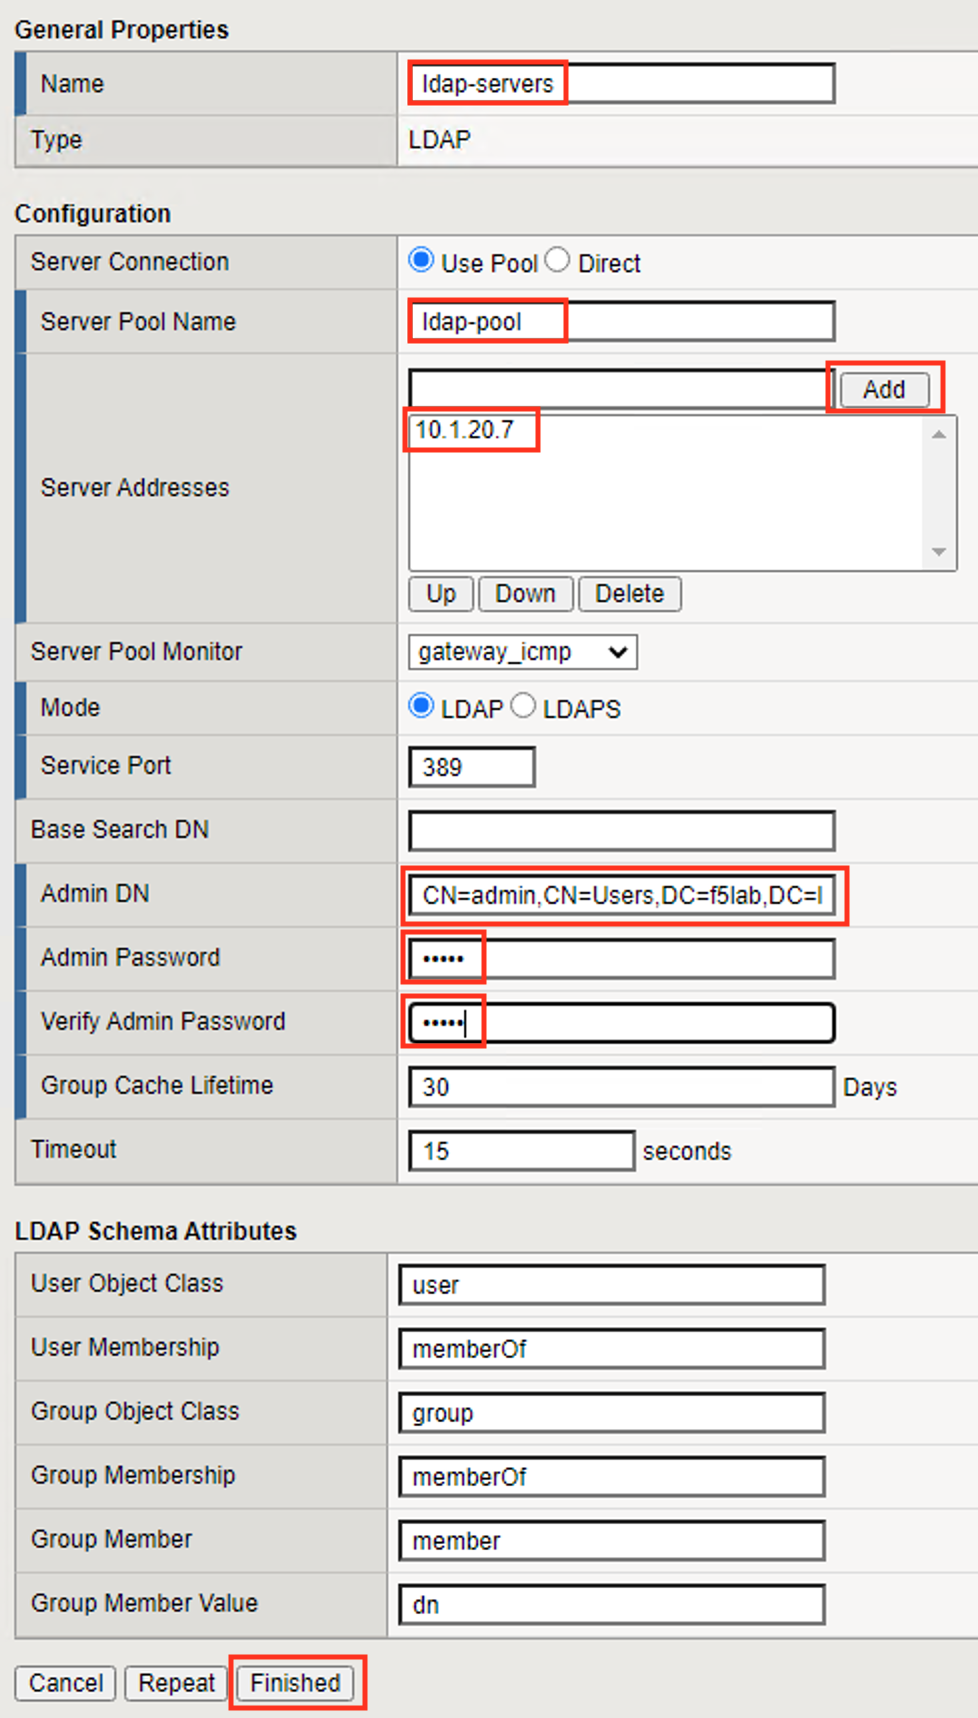 General Properties
Name ldap-servers
Type LDAP
Configuration
Server Connection Use Pool Direct
Server Pool Name ldap-pool
Add
10.1.20.7
Server Addresses
Up Down Delete
Server Pool Monitor gateway_icmp
Mode LDAP LDAPS
Service Port 389
Base Search DN
Admin DN CN=admin,CN=Users,DC=f5lab,DC=l
Admin Password •••••
Verify Admin Password •••••
Group Cache Lifetime 30 Days
Timeout 15 seconds
LDAP Schema Attributes
User Object Class user
User Membership memberOf
Group Object Class group
Group Membership memberOf
Group Member member
Group Member Value dn
Cancel Repeat Finished